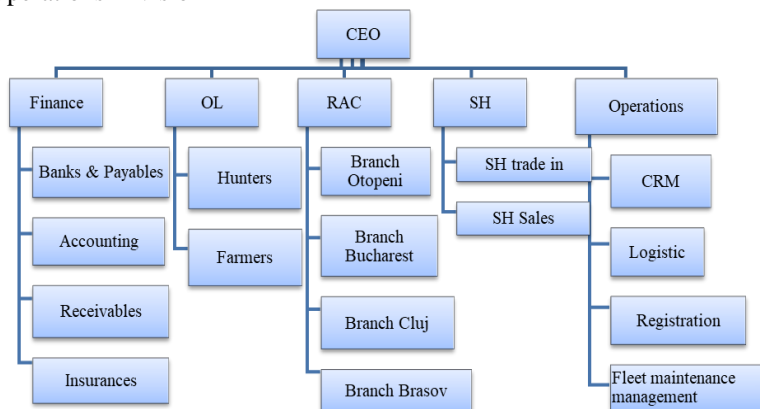 CEO
Finance
OL
RAC
SH
Operations
Banks & Payables
Accounting
Receivables
Insurances
Hunters
Farmers
Branch
Otopeni
Branch
Bucharest
Branch Cluj
Branch Brasov
SH trade in
SH Sales
CRM
Logistic
Registration
Fleet maintenance
management